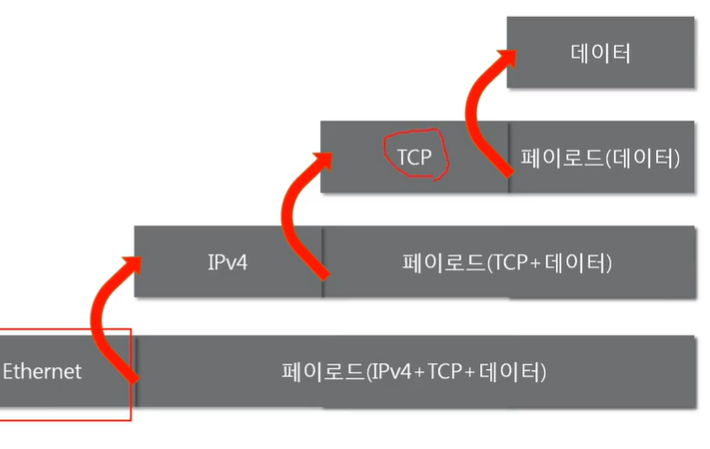 데이터
TCP
페이로드(데이터)
IPv4
페이로드(TCP+데이터)
Ethernet
페이로드(IPv4+TCP+데이터)